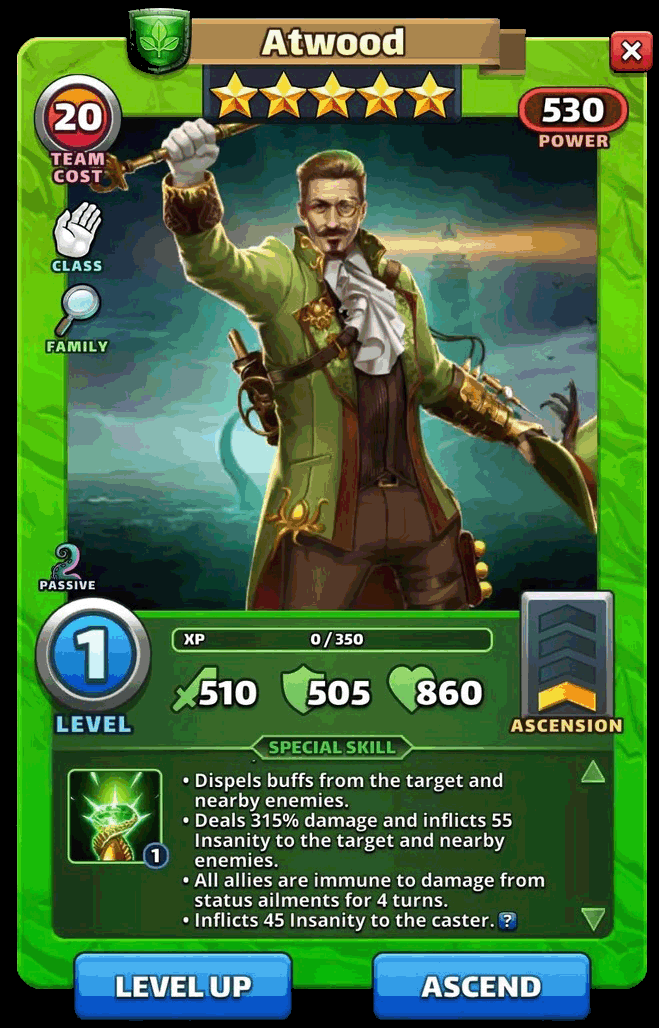 Atwood
20
TEAM
COST
530
POWER
CLASS
FAMILY
PASSIVE
1
LEVEL
XP 0/350
510 505 860
ASCENSION
SPECIAL SKILL
• Dispels buffs from the target and
nearby enemies.
• Deals 315% damage and inflicts 55
Insanity to the target and nearby
enemies.
• All allies are immune to damage from
status ailments for 4 turns.
• Inflicts 45 Insanity to the caster. ?
1
LEVEL UP
ASCEND